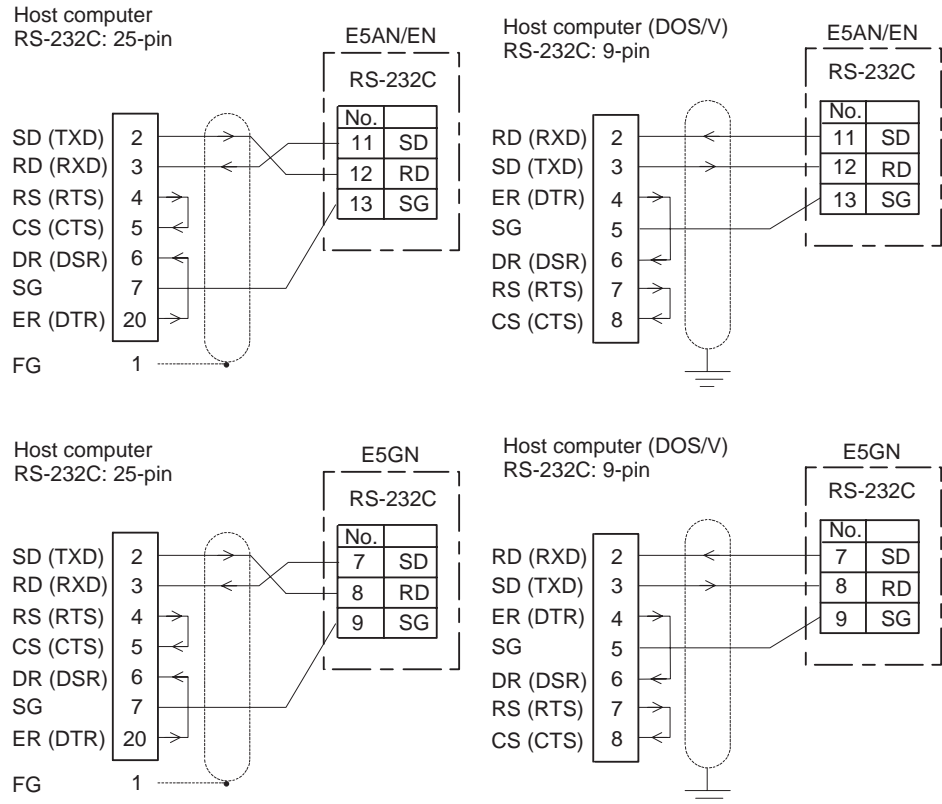 Host computer
RS-232C: 25-pin
E5AN/EN
RS-232C
No.
11 SD
12 RD
13 SG
SD (TXD) 2
RD (RXD) 3
RS (RTS) 4
CS (CTS) 5
DR (DSR) 6
SG 7
ER (DTR) 20
FG 1
Host computer (DOS/V)
RS-232C: 9-pin
E5AN/EN
RS-232C
No.
11 SD
12 RD
13 SG
RD (RXD) 2
SD (TXD) 3
ER (DTR) 4
SG 5
DR (DSR) 6
RS (RTS) 7
CS (CTS) 8
Host computer
RS-232C: 25-pin
E5GN
RS-232C
No.
7 SD
8 RD
9 SG
SD (TXD) 2
RD (RXD) 3
RS (RTS) 4
CS (CTS) 5
DR (DSR) 6
SG 7
ER (DTR) 20
FG 1
Host computer (DOS/V)
RS-232C: 9-pin
E5GN
RS-232C
No.
7 SD
8 RD
9 SG
RD (RXD) 2
SD (TXD) 3
ER (DTR) 4
SG 5
DR (DSR) 6
RS (RTS) 7
CS (CTS) 8